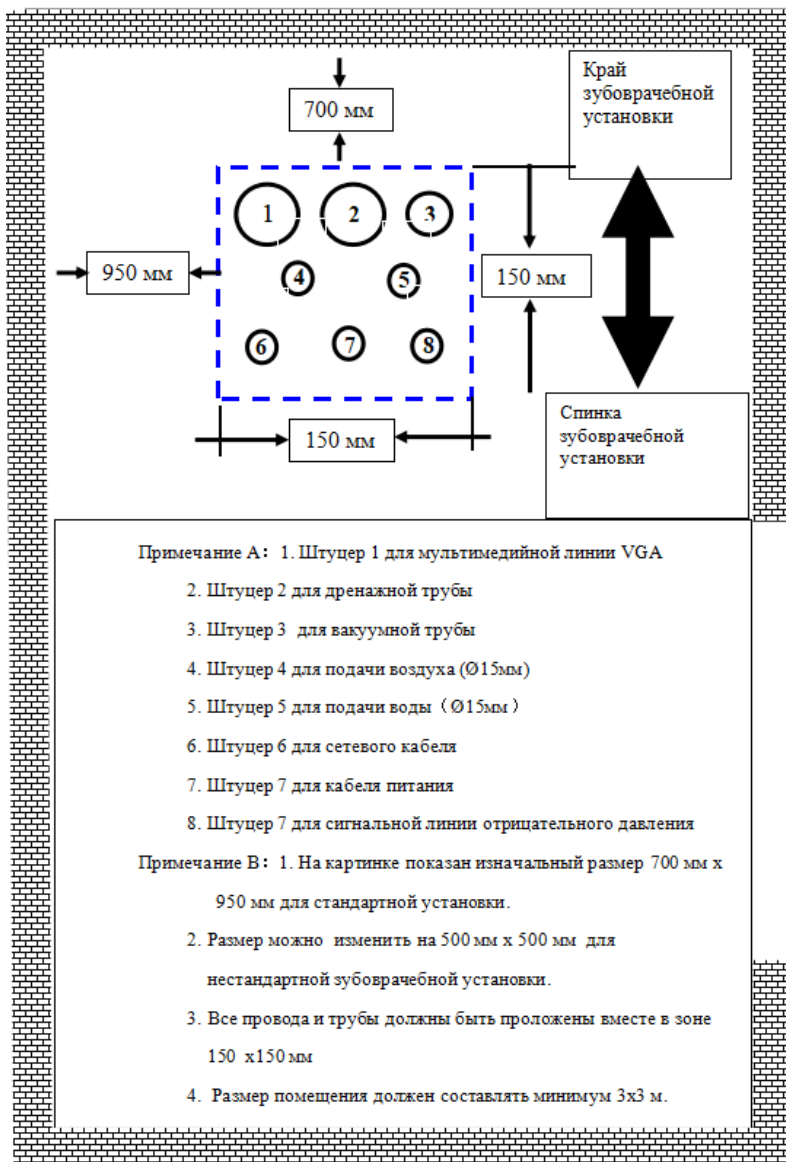 Край
зубоврачебной
установки
700 мм
1
2
3
950 мм
4
5
150 мм
6
7
8
150 мм
Спинка
зубоврачебной
установки
Примечание А: 1. Штуцер 1 для мультимедийной линии VGA
2. Штуцер 2 для дренажной трубы
3. Штуцер 3 для вакуумной трубы
4. Штуцер 4 для подачи воздуха (Ø15мм)
5. Штуцер 5 для подачи воды (Ø15мм)
6. Штуцер 6 для сетевого кабеля
7. Штуцер 7 для кабеля питания
8. Штуцер 7 для сигнальной линии отрицательного давления
Примечание В: 1. На картинке показан изначальный размер 700 мм х
950 мм для стандартной установки.
2. Размер можно изменить на 500 мм х 500 мм для
нестандартной зубоврачебной установки.
3. Все провода и трубы должны быть проложены вместе в зоне
150 х150 мм
4. Размер помещения должен составлять минимум 3х3 м.